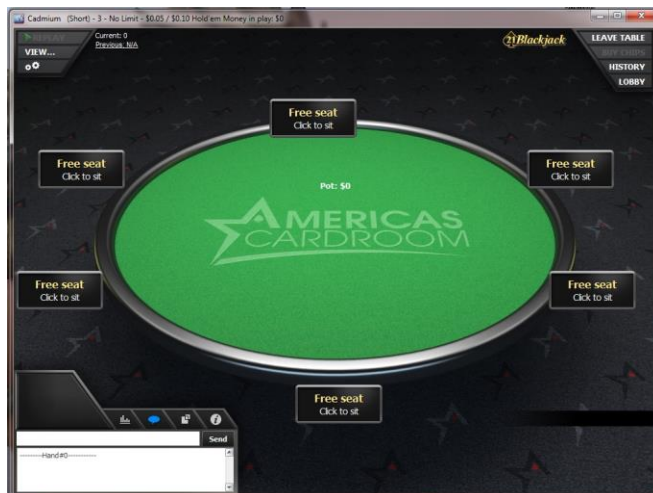 Cadmium (Short) - 3 - No Limit - $0.05 / $0.10 Hold'em Money in play: $0
REPLAY
Current: 0
Previous: N/A
VIEW...
21 Blackjack
LEAVE TABLE
BUY CHIPS
HISTORY
LOBBY
Free seat
Click to sit
Free seat
Click to sit
Free seat
Click to sit
Pot: $0
AMERICAS
CARDROOM
Free seat
Click to sit
Free seat
Click to sit
Free seat
Click to sit
Send
----------Hand#0----------